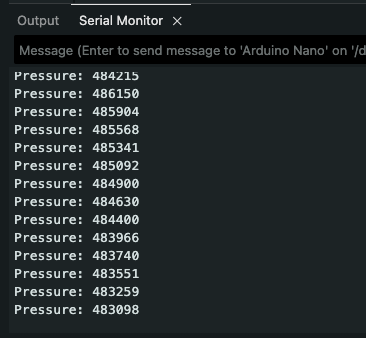 Output Serial Monitor ×
Message (Enter to send message to 'Arduino Nano' on '/d
Pressure: 484215
Pressure: 486150
Pressure: 485904
Pressure: 485568
Pressure: 485341
Pressure: 485092
Pressure: 484900
Pressure: 484630
Pressure: 484400
Pressure: 483966
Pressure: 483740
Pressure: 483551
Pressure: 483259
Pressure: 483098